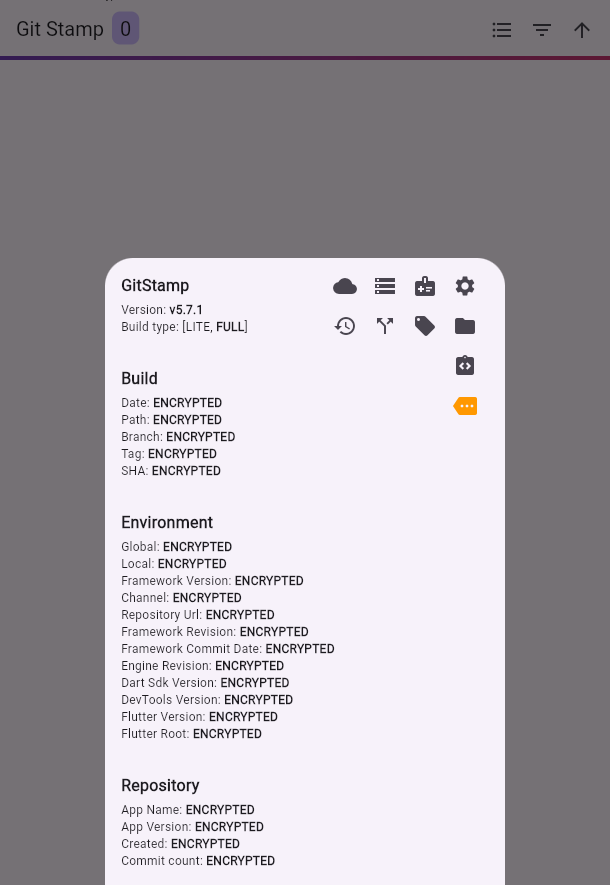 Git Stamp 0
GitStamp
Version: v5.7.1
Build type: [LITE, FULL]
Build
Date: ENCRYPTED
Path: ENCRYPTED
Branch: ENCRYPTED
Tag: ENCRYPTED
SHA: ENCRYPTED
Environment
Global: ENCRYPTED
Local: ENCRYPTED
Framework Version: ENCRYPTED
Channel: ENCRYPTED
Repository Url: ENCRYPTED
Framework Revision: ENCRYPTED
Framework Commit Date: ENCRYPTED
Engine Revision: ENCRYPTED
Dart Sdk Version: ENCRYPTED
DevTools Version: ENCRYPTED
Flutter Version: ENCRYPTED
Flutter Root: ENCRYPTED
Repository
App Name: ENCRYPTED
App Version: ENCRYPTED
Created: ENCRYPTED
Commit count: ENCRYPTED